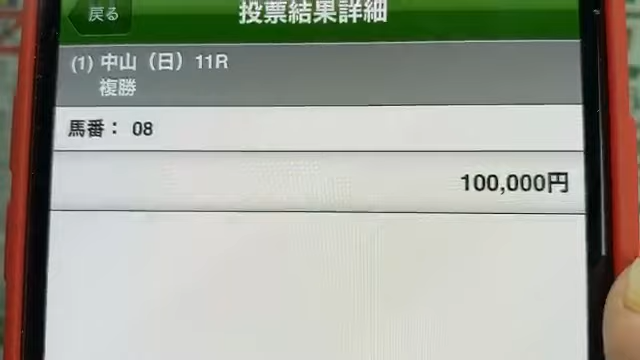 戻る
投票結果詳細
(1) 中山（日）11R
複勝
馬番： 08
100,000円